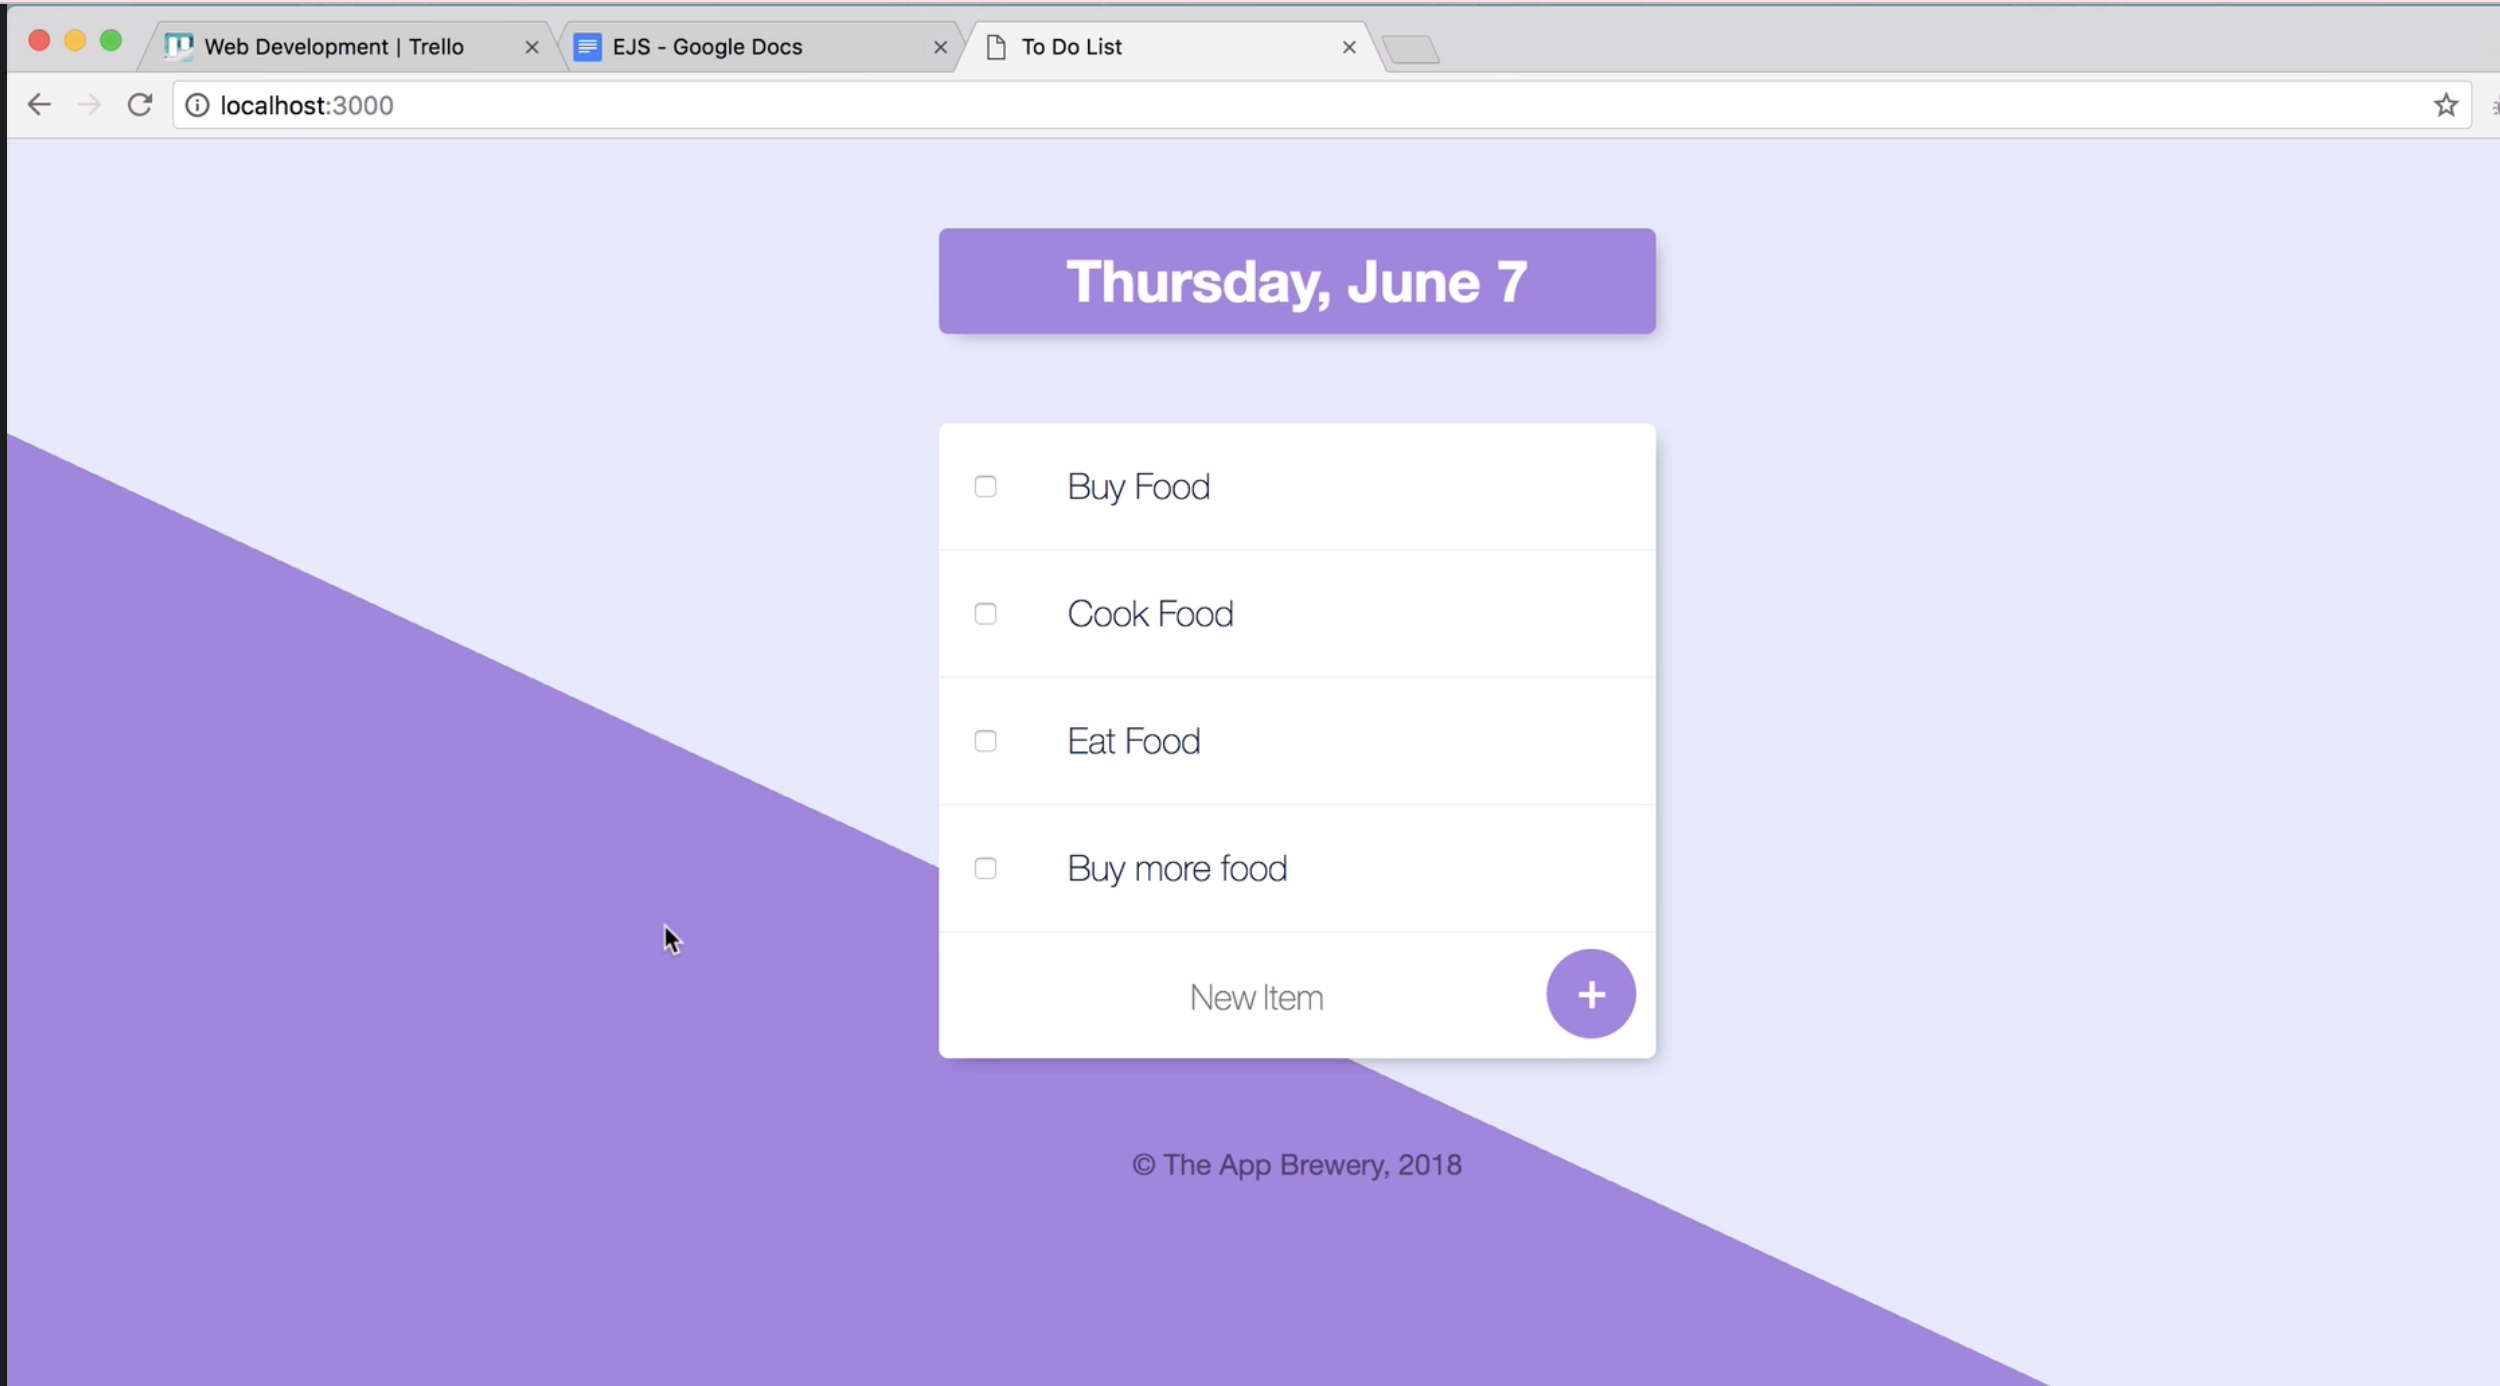 Web Development | Trello
EJS - Google Docs
To Do List
localhost:3000
Thursday, June 7
Buy Food
Cook Food
Eat Food
Buy more food
New Item
+
© The App Brewery, 2018